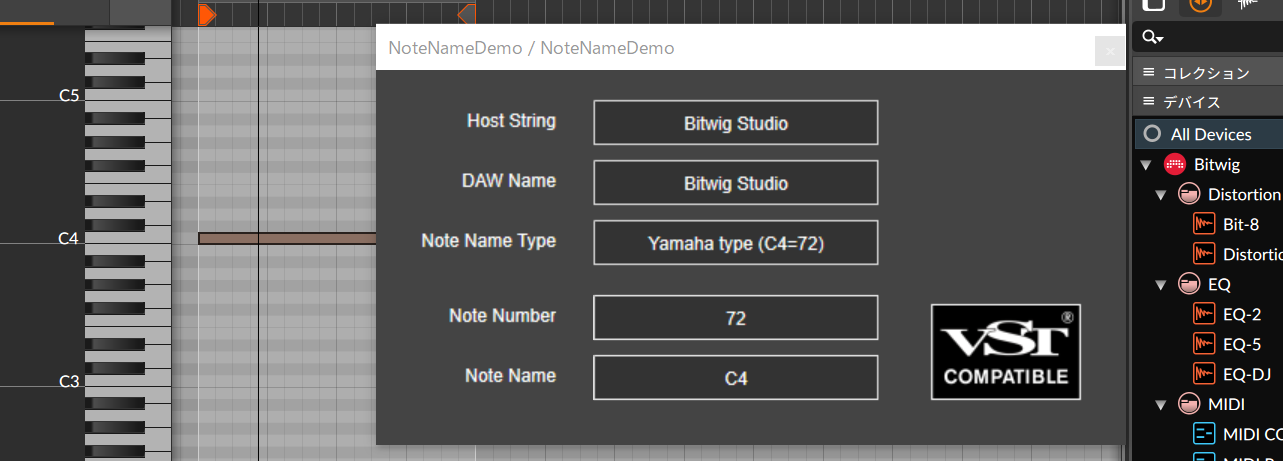 NoteNameDemo / NoteNameDemo
×
C5
C4
C3
Host String
Bitwig Studio
DAW Name
Bitwig Studio
Note Name Type
Yamaha type (C4=72)
Note Number
72
Note Name
C4
VST®
COMPATIBLE
コレクション
デバイス
All Devices
Bitwig
Distortion
Bit-8
Distortic
EQ
EQ-2
EQ-5
EQ-DJ
MIDI
MIDI CC